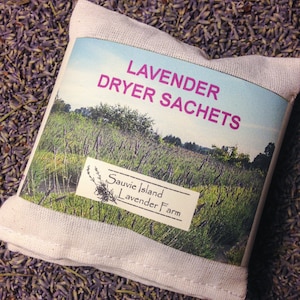 LAVENDER
DRYER SACHETS
Sauvie Island
Lavender Farm